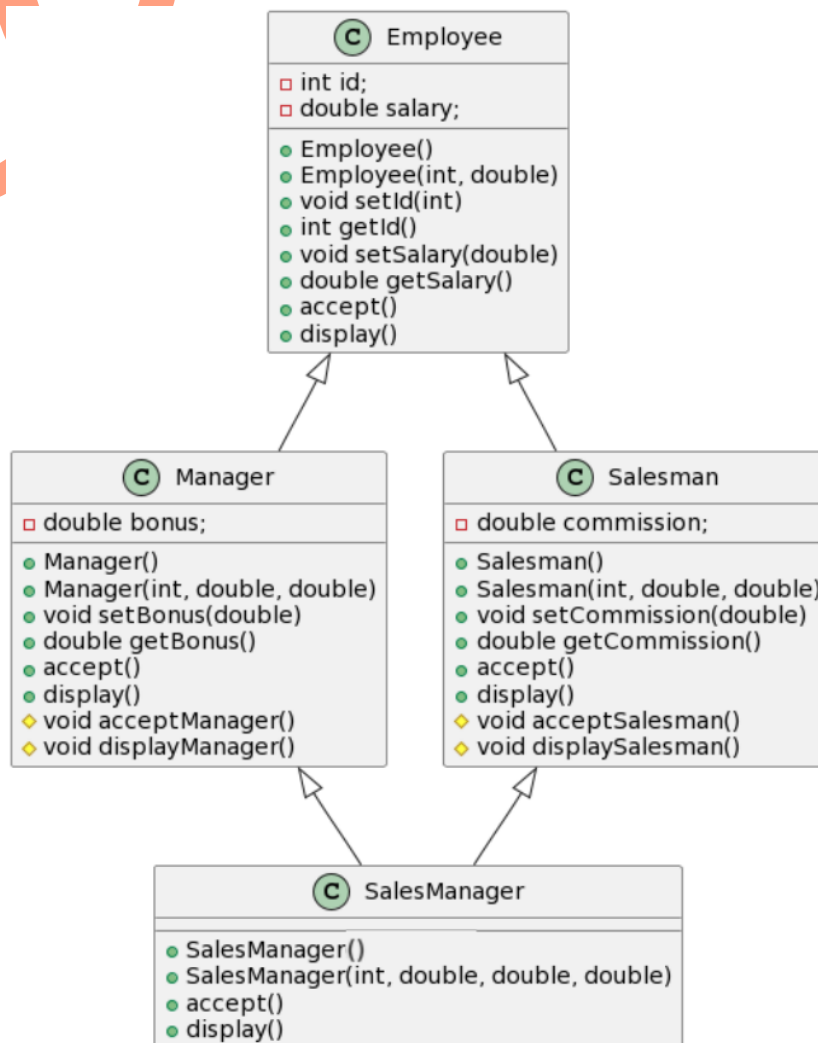 C Employee
int id;
double salary;
Employee()
Employee(int, double)
void setId(int)
int getId()
void setSalary(double)
double getSalary()
accept()
display()
C Manager
double bonus;
Manager()
Manager(int, double, double)
void setBonus(double)
double getBonus()
accept()
display()
void acceptManager()
void displayManager()
C Salesman
double commission;
Salesman()
Salesman(int, double, double)
void setCommission(double)
double getCommission()
accept()
display()
void acceptSalesman()
void displaySalesman()
C SalesManager
SalesManager()
SalesManager(int, double, double, double)
accept()
display()